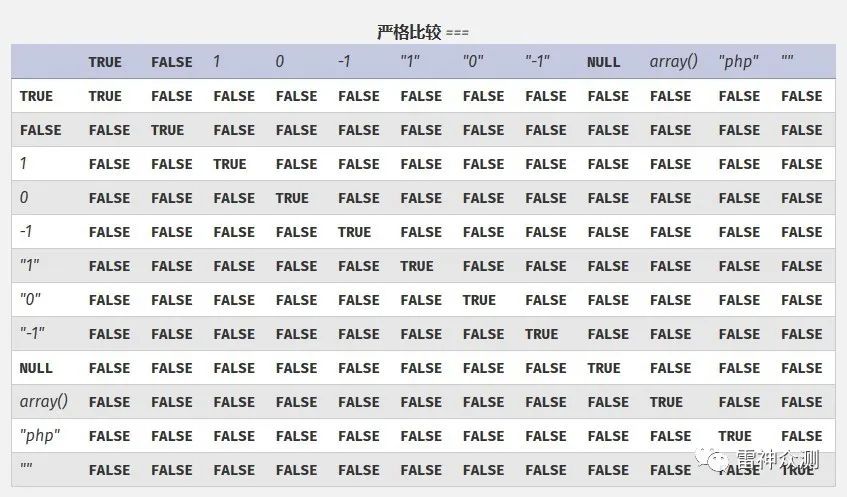 严格比较 ===
TRUE FALSE 1 0 -1 "1" "0" "-1" NULL array() "php" ""
TRUE TRUE FALSE FALSE FALSE FALSE FALSE FALSE FALSE FALSE FALSE FALSE FALSE
FALSE FALSE TRUE FALSE FALSE FALSE FALSE FALSE FALSE FALSE FALSE FALSE FALSE
1 FALSE FALSE TRUE FALSE FALSE FALSE FALSE FALSE FALSE FALSE FALSE FALSE
0 FALSE FALSE FALSE TRUE FALSE FALSE FALSE FALSE FALSE FALSE FALSE FALSE
-1 FALSE FALSE FALSE FALSE TRUE FALSE FALSE FALSE FALSE FALSE FALSE FALSE
"1" FALSE FALSE FALSE FALSE FALSE TRUE FALSE FALSE FALSE FALSE FALSE FALSE
"0" FALSE FALSE FALSE FALSE FALSE FALSE TRUE FALSE FALSE FALSE FALSE FALSE
"-1" FALSE FALSE FALSE FALSE FALSE FALSE FALSE TRUE FALSE FALSE FALSE FALSE
NULL FALSE FALSE FALSE FALSE FALSE FALSE FALSE FALSE TRUE FALSE FALSE FALSE
array() FALSE FALSE FALSE FALSE FALSE FALSE FALSE FALSE FALSE TRUE FALSE FALSE
"php" FALSE FALSE FALSE FALSE FALSE FALSE FALSE FALSE FALSE FALSE TRUE FALSE
"" FALSE FALSE FALSE FALSE FALSE FALSE FALSE FALSE FALSE FALSE FALSE TRUE
雷神众测